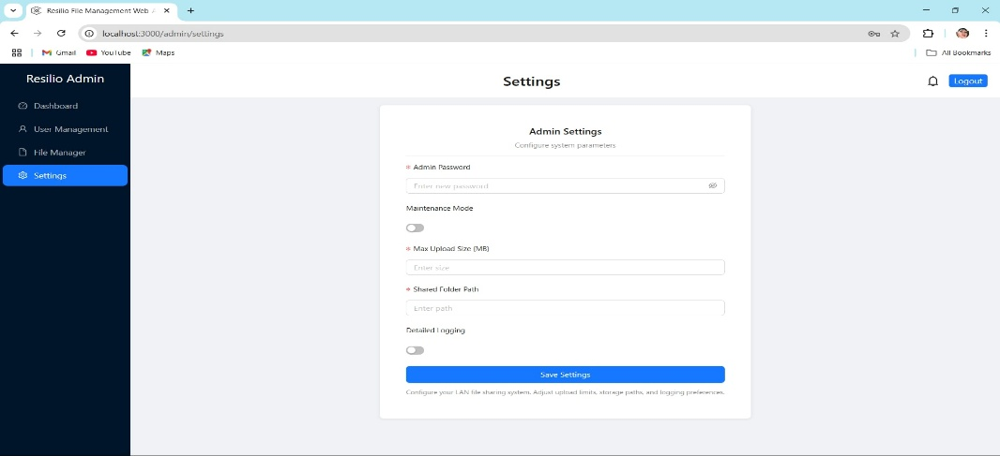 Resilio File Management Web A
localhost:3000/admin/settings
Gmail YouTube Maps All Bookmarks
Resilio Admin
Settings
Logout
Dashboard
User Management
File Manager
Settings
Admin Settings
Configure system parameters
* Admin Password
Enter new password
Maintenance Mode
* Max Upload Size (MB)
Enter size
* Shared Folder Path
Enter path
Detailed Logging
Save Settings
Configure your LAN file sharing system. Adjust upload limits, storage paths, and logging preferences.